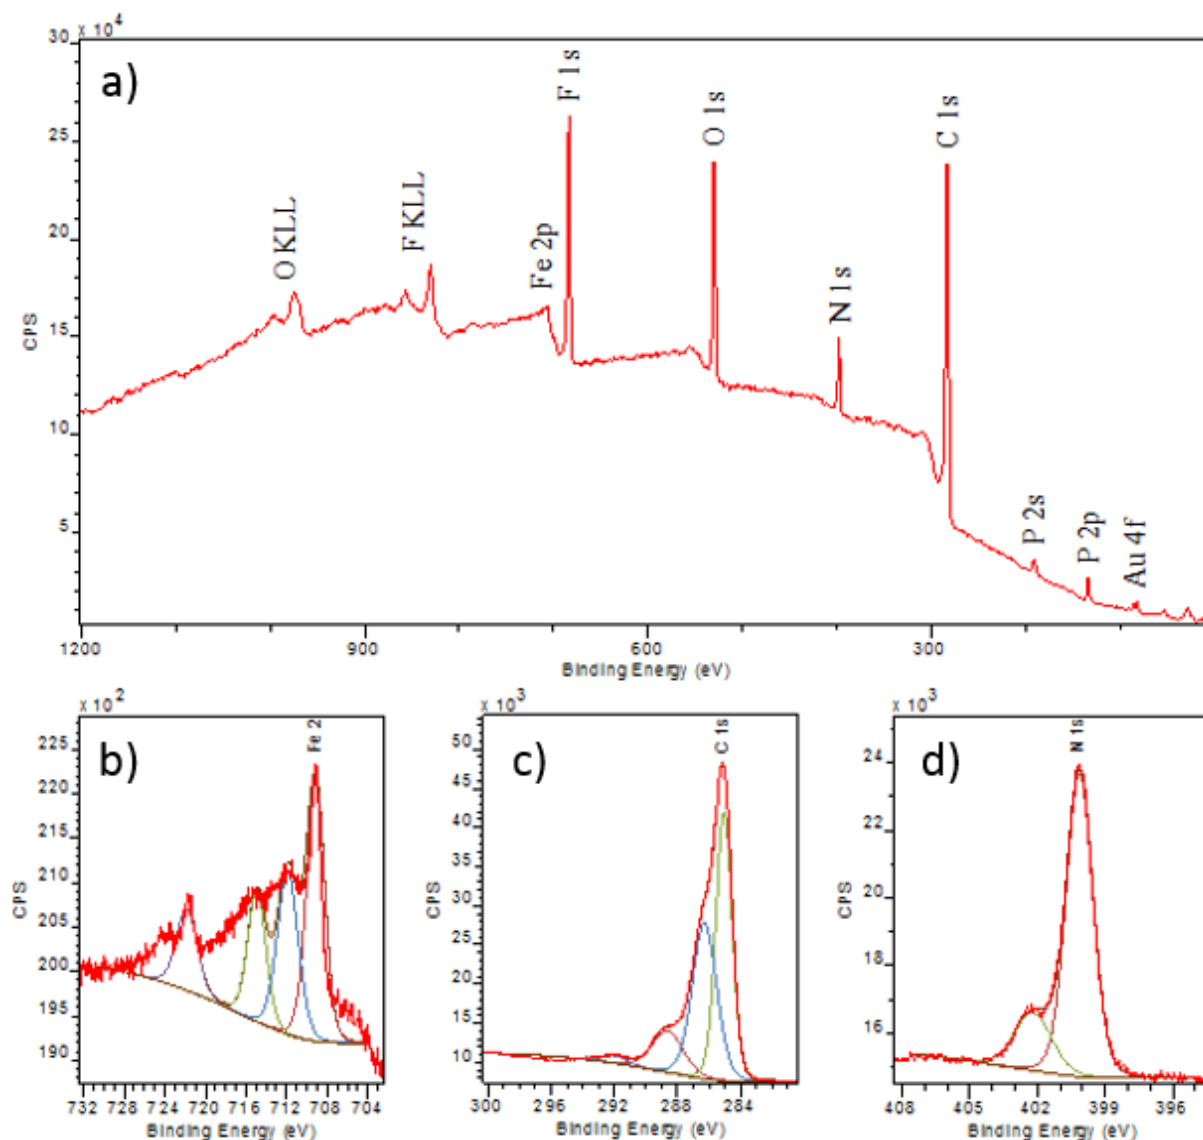 x 10^4
a)
30
25
20
15
10
5
CPS
O KLL
F KLL
Fe 2p
F 1s
O 1s
N 1s
C 1s
P 2s
P 2p
Au 4f
1200 900 600 300
Binding Energy (eV)
x 10^2
b)
Fe 2
225
220
215
210
205
200
195
190
CPS
732 728 724 720 716 712 708 704
Binding Energy (eV)
x 10^3
c)
C 1s
50
45
40
35
30
25
20
15
10
CPS
300 296 292 288 284
Binding Energy (eV)
x 10^3
d)
N 1s
24
22
20
18
16
CPS
408 405 402 399 396
Binding Energy (eV)